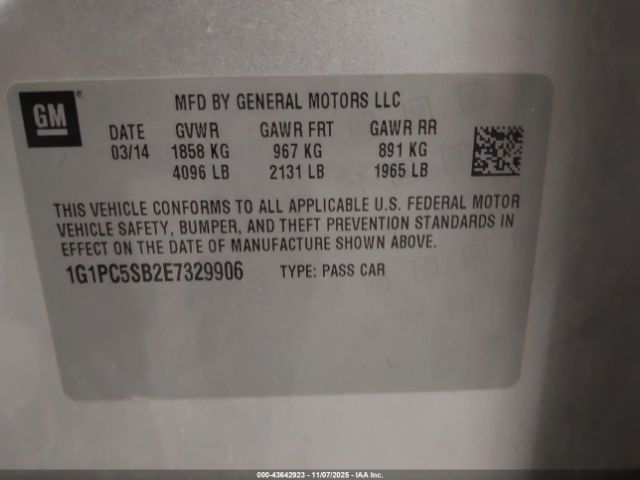 GM ®
MFD BY GENERAL MOTORS LLC
DATE GVWR GAWR FRT GAWR RR
03/14 1858 KG 967 KG 891 KG
4096 LB 2131 LB 1965 LB
THIS VEHICLE CONFORMS TO ALL APPLICABLE U.S. FEDERAL MOTOR
VEHICLE SAFETY, BUMPER, AND THEFT PREVENTION STANDARDS IN
EFFECT ON THE DATE OF MANUFACTURE SHOWN ABOVE.
1G1PC5SB2E7329906 TYPE: PASS CAR
000-43642923 - 11/07/2025 - IAA Inc.